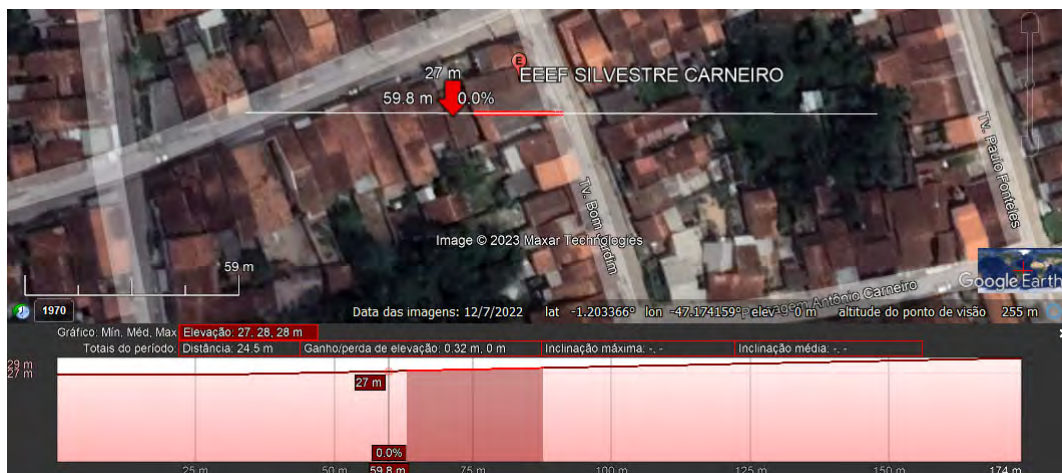 27 m
EEEF SILVESTRE CARNEIRO
59.8 m 0.0%
Tv. Paulo Fonteles
Tv. Bom Jardim
Image © 2023 Maxar Technologies
59 m
Google Earth
1970
Data das imagens: 12/7/2022 lat -1.203366° lon -47.174159° elev 0 m altitude do ponto de visão 255 m
Antônio Carneiro
Gráfico: Mín, Méd, Máx Elevação: 27, 28, 28 m
Totais do período: Distância: 24.5 m Ganho/perda de elevação: 0.32 m, 0 m Inclinação máxima: -, - Inclinação média: -, -
29 m
27 m
27 m
0.0%
25 m 50 m 59.8 m 75 m 100 m 125 m 150 m 174 m